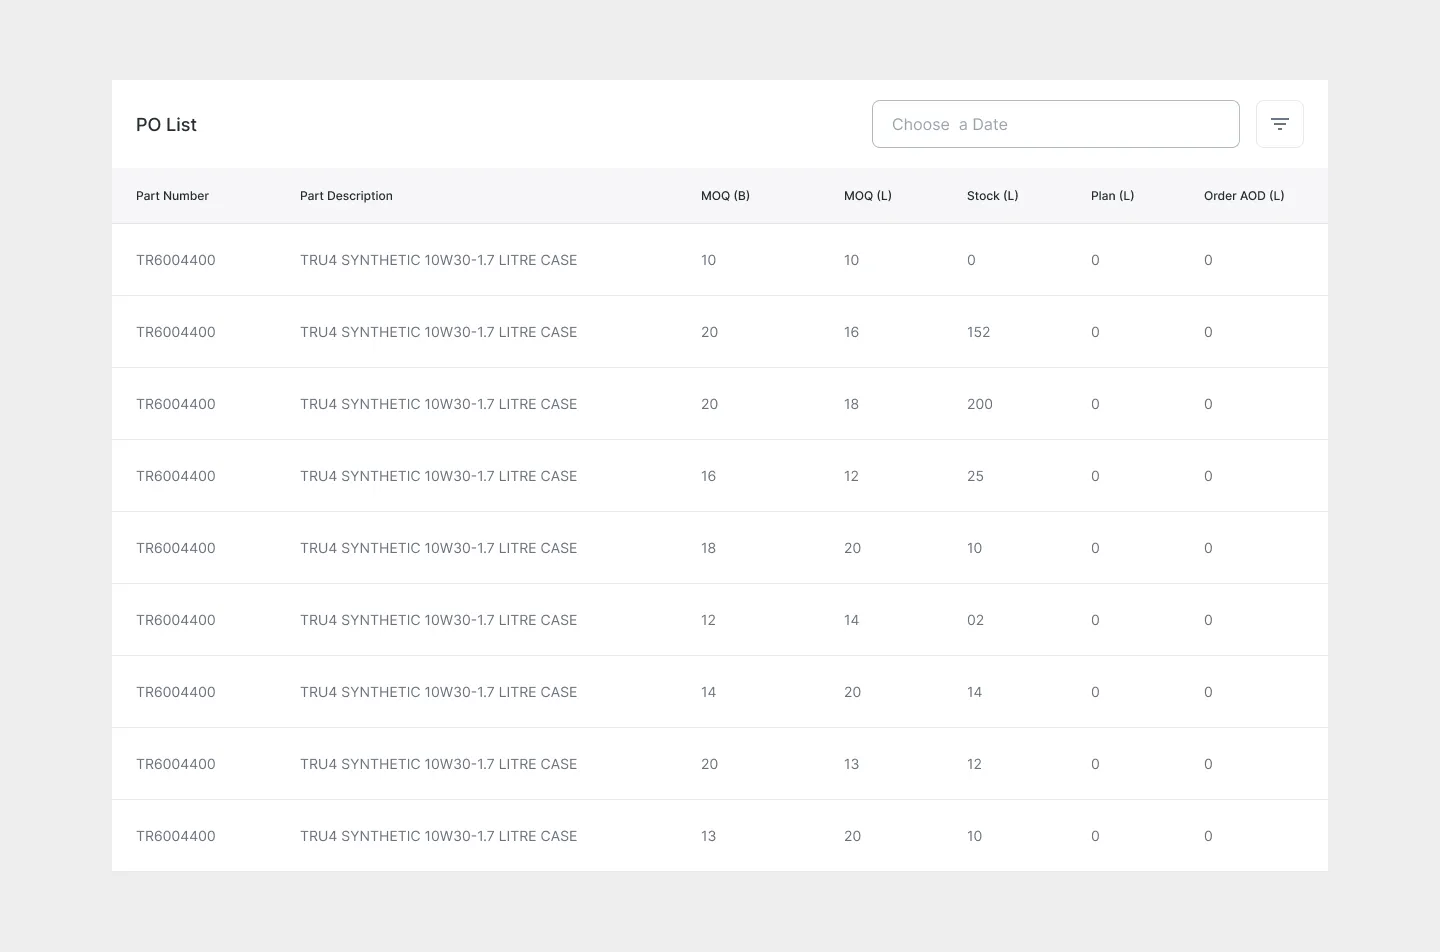 PO List
Choose  a Date
Part Number Part Description MOQ (B) MOQ (L) Stock (L) Plan (L) Order AOD (L)
TR6004400 TRU4 SYNTHETIC 10W30-1.7 LITRE CASE 10 10 0 0 0
TR6004400 TRU4 SYNTHETIC 10W30-1.7 LITRE CASE 20 16 152 0 0
TR6004400 TRU4 SYNTHETIC 10W30-1.7 LITRE CASE 20 18 200 0 0
TR6004400 TRU4 SYNTHETIC 10W30-1.7 LITRE CASE 16 12 25 0 0
TR6004400 TRU4 SYNTHETIC 10W30-1.7 LITRE CASE 18 20 10 0 0
TR6004400 TRU4 SYNTHETIC 10W30-1.7 LITRE CASE 12 14 02 0 0
TR6004400 TRU4 SYNTHETIC 10W30-1.7 LITRE CASE 14 20 14 0 0
TR6004400 TRU4 SYNTHETIC 10W30-1.7 LITRE CASE 20 13 12 0 0
TR6004400 TRU4 SYNTHETIC 10W30-1.7 LITRE CASE 13 20 10 0 0